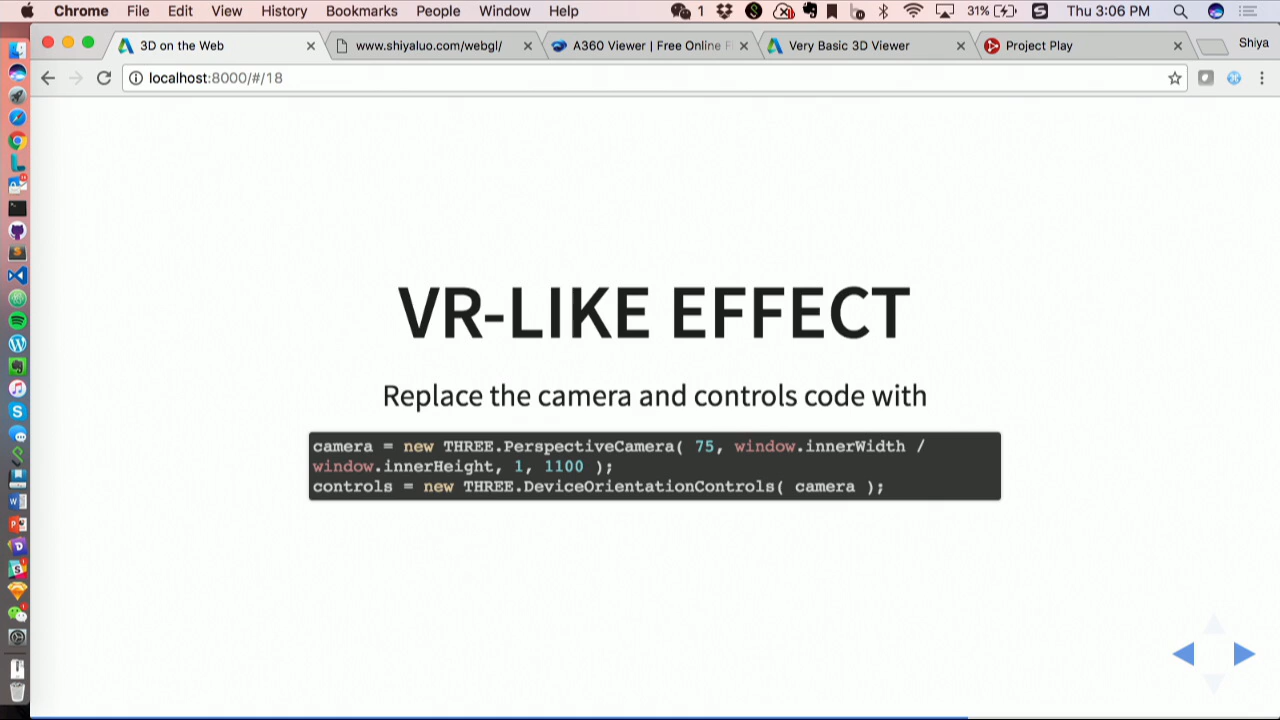 Chrome File Edit View History Bookmarks People Window Help 1 31% Thu 3:06 PM
3D on the Web www.shiyaluo.com/webgl/ A360 Viewer | Free Online F Very Basic 3D Viewer Project Play Shiya
localhost:8000/#/18
VR-LIKE EFFECT
Replace the camera and controls code with
camera = new THREE.PerspectiveCamera( 75, window.innerWidth /
window.innerHeight, 1, 1100 );
controls = new THREE.DeviceOrientationControls( camera );